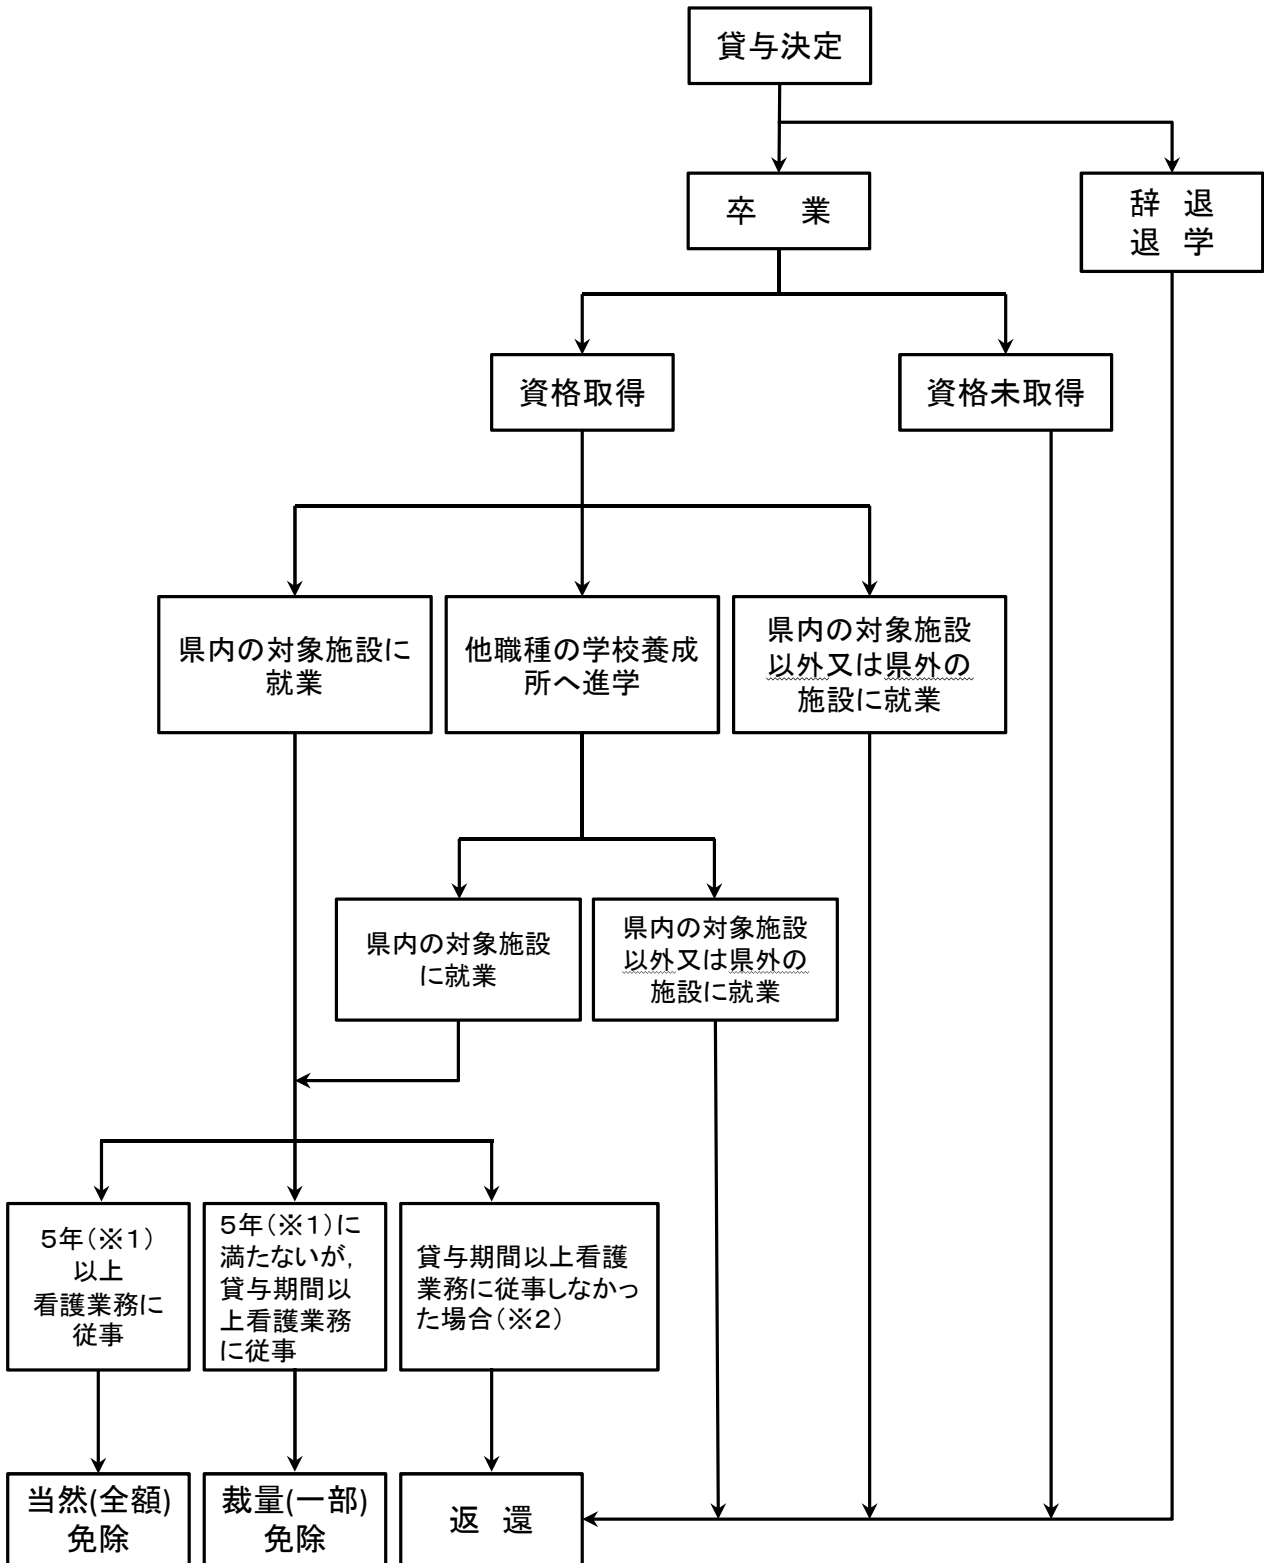 貸与決定
卒　業
辞　退
退　学
資格取得
資格未取得
県内の対象施設に
就業
他職種の学校養成
所へ進学
県内の対象施設
以外又は県外の
施設に就業
県内の対象施設
に就業
県内の対象施設
以外又は県外の
施設に就業
５年（※１）
以上
看護業務に
従事
５年（※１）に
満たないが，
貸与期間以
上看護業務
に従事
貸与期間以上看護
業務に従事しなかっ
た場合（※２）
当然(全額)
免除
裁量(一部)
免除
返　還